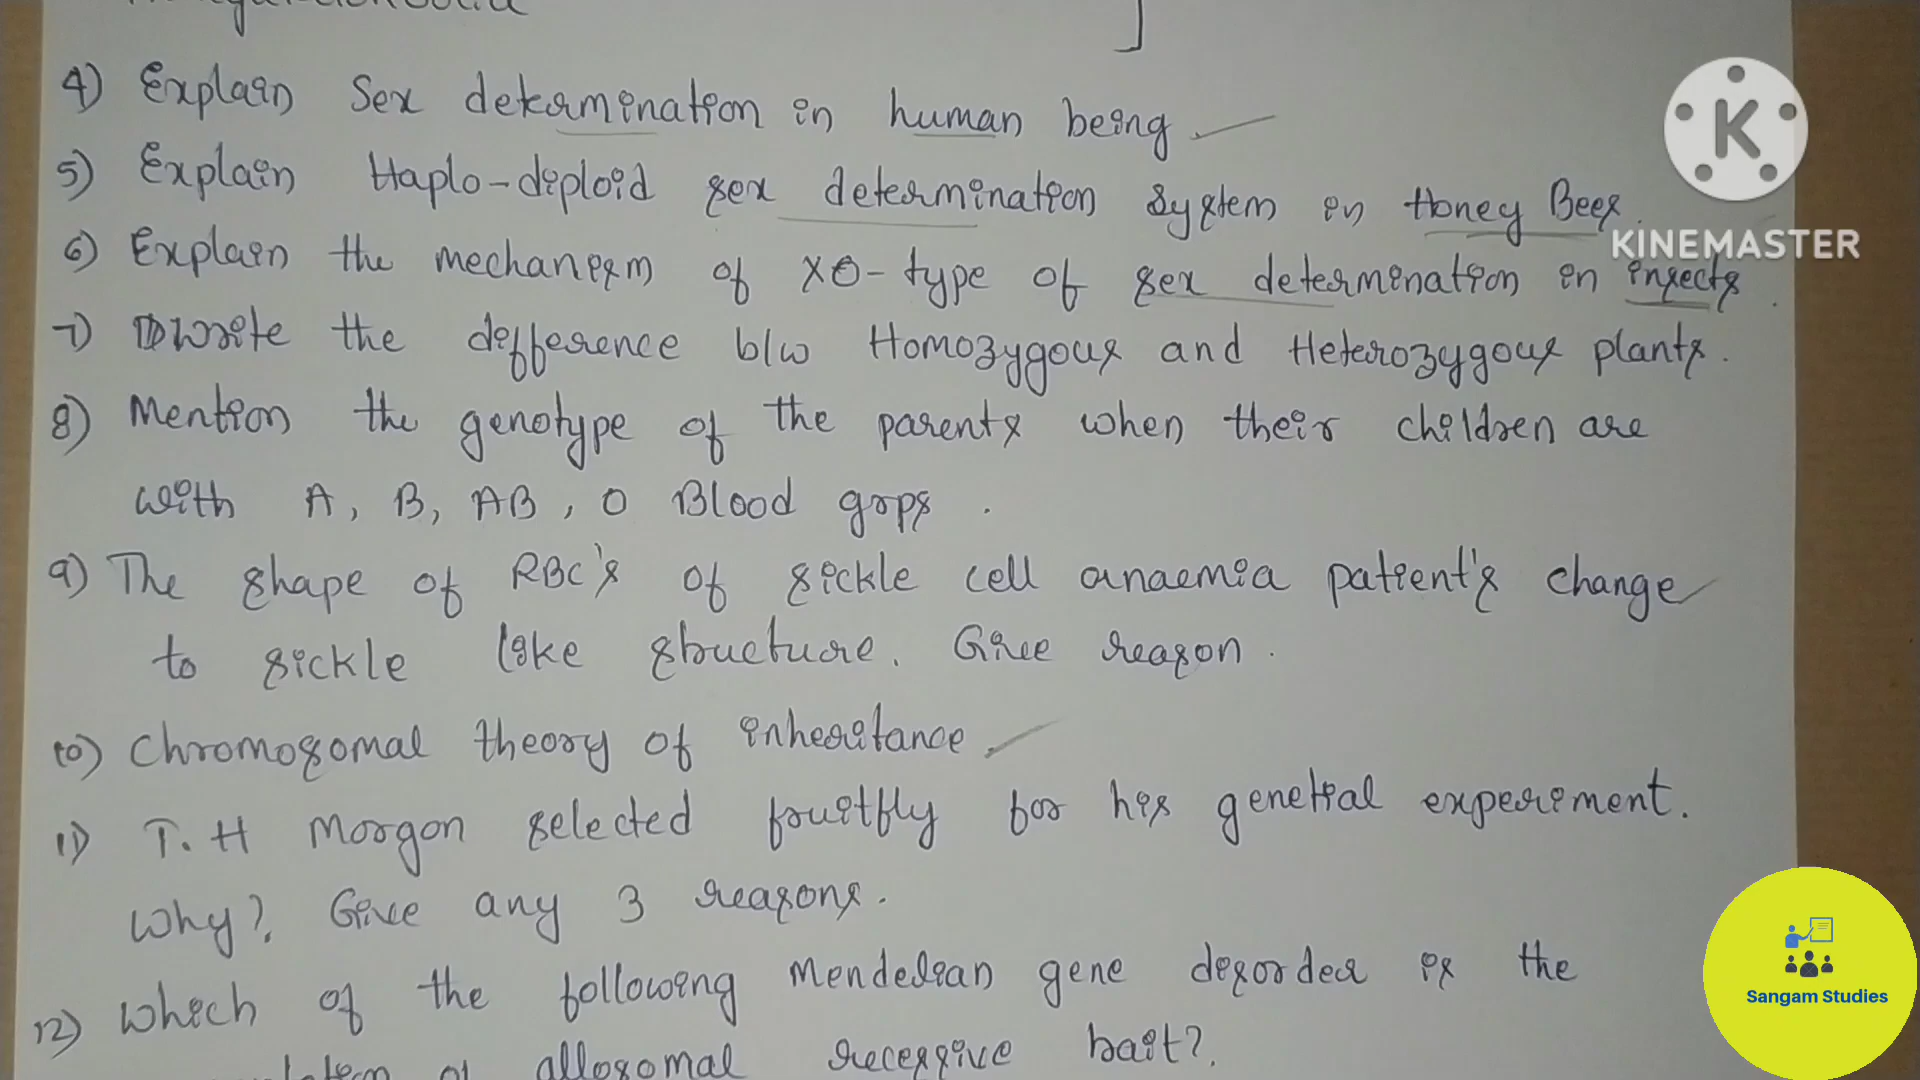 4) Explain Sex determination in human being
5) Explain Haplo-diploid sex determination system in Honey Bees.
6) Explain the mechanism of XO-type of sex determination in insects.
7) Write the difference b/w Homozygous and Heterozygous plants.
8) Mention the genotype of the parents when their children are
with A, B, AB, O Blood grps.
9) The shape of RBC's of sickle cell anaemia patient's change
to sickle like structure. Give reason.
10) Chromosomal theory of inheritance
11) T. H Morgon selected fruitfly for his genetial experiment.
Why?. Give any 3 reasons.
12) Which of the following Mendelian gene disorder is the
allosomal recessive trait?.
KINEMASTER
Sangam Studies